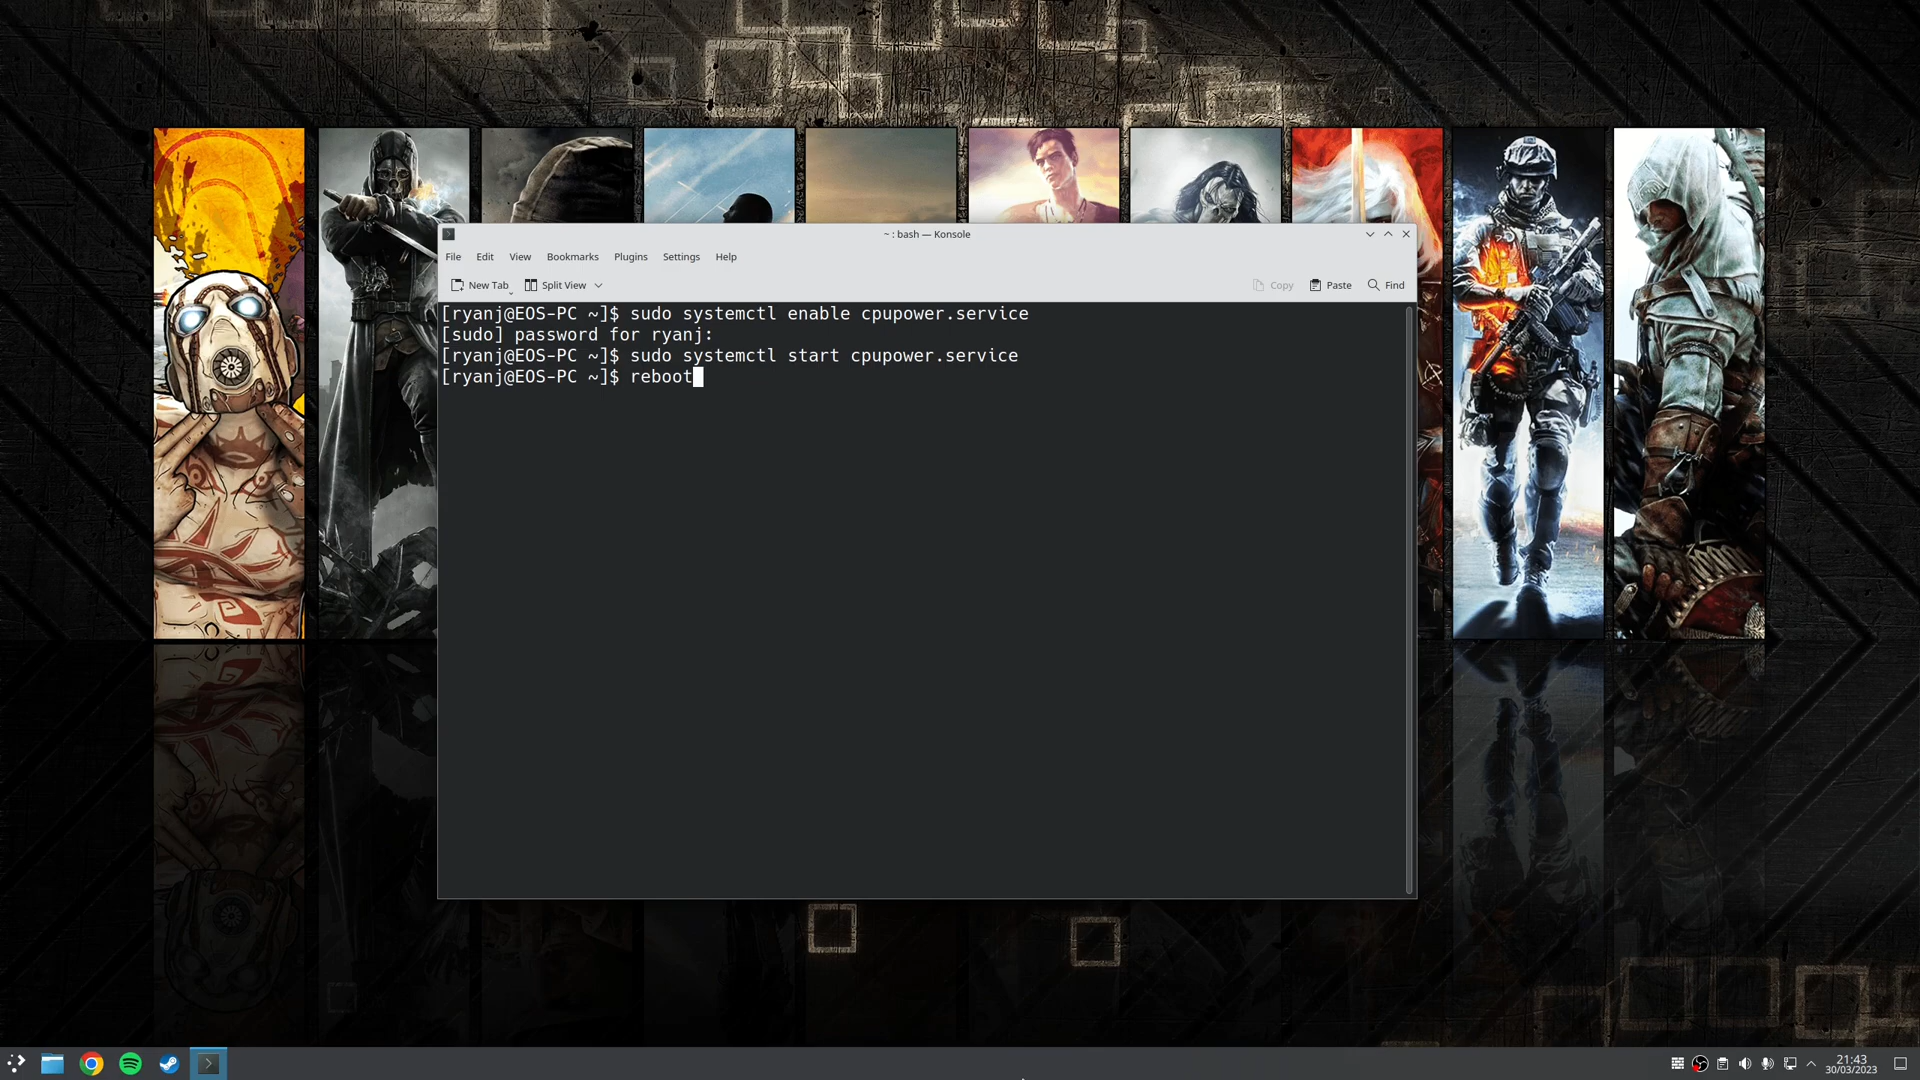 ~ : bash — Konsole
File Edit View Bookmarks Plugins Settings Help
New Tab Split View Copy Paste Find
[ryanj@EOS-PC ~]$ sudo systemctl enable cpupower.service
[sudo] password for ryanj:
[ryanj@EOS-PC ~]$ sudo systemctl start cpupower.service
[ryanj@EOS-PC ~]$ reboot
21:43
30/03/2023